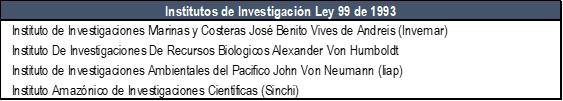 Institutos de Investigación Ley 99 de 1993
Instituto de Investigaciones Marinas y Costeras José Benito Vives de Andreis (Invemar)
Instituto De Investigaciones De Recursos Biologicos Alexander Von Humboldt
Instituto de Investigaciones Ambientales del Pacifico John Von Neumann (Iiap)
Instituto Amazónico de Investigaciones Cientificas (Sinchi)